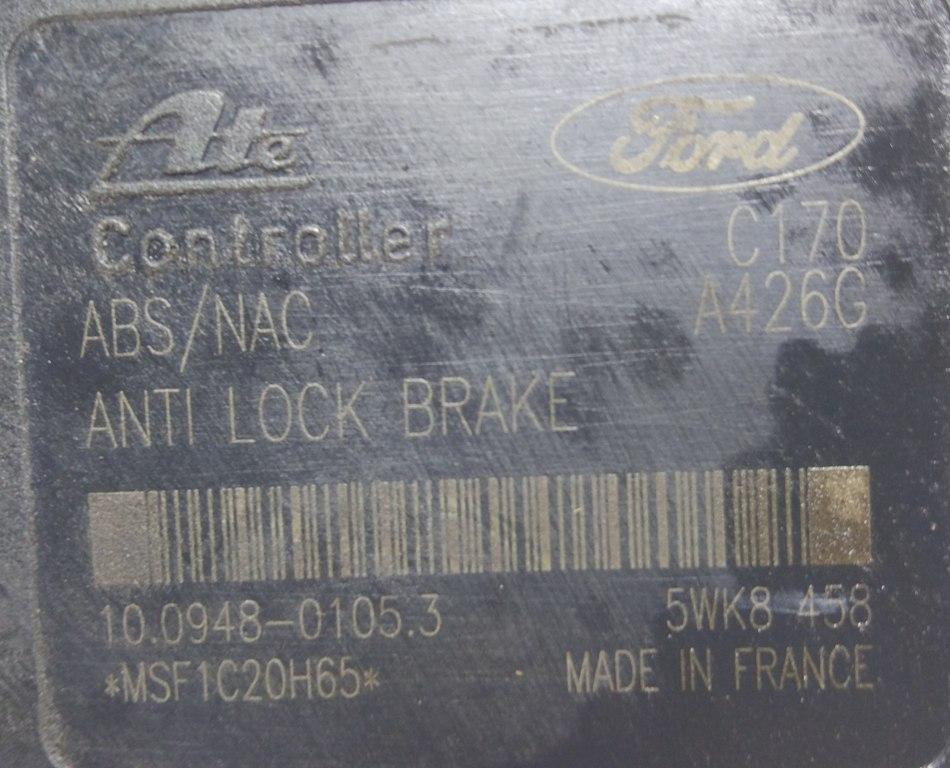 Ate Ford
Controller C170
ABS/NAC A426G
ANTI LOCK BRAKE
10.0948-0105.3 5WK8 458
*MSF1C20H65* MADE IN FRANCE